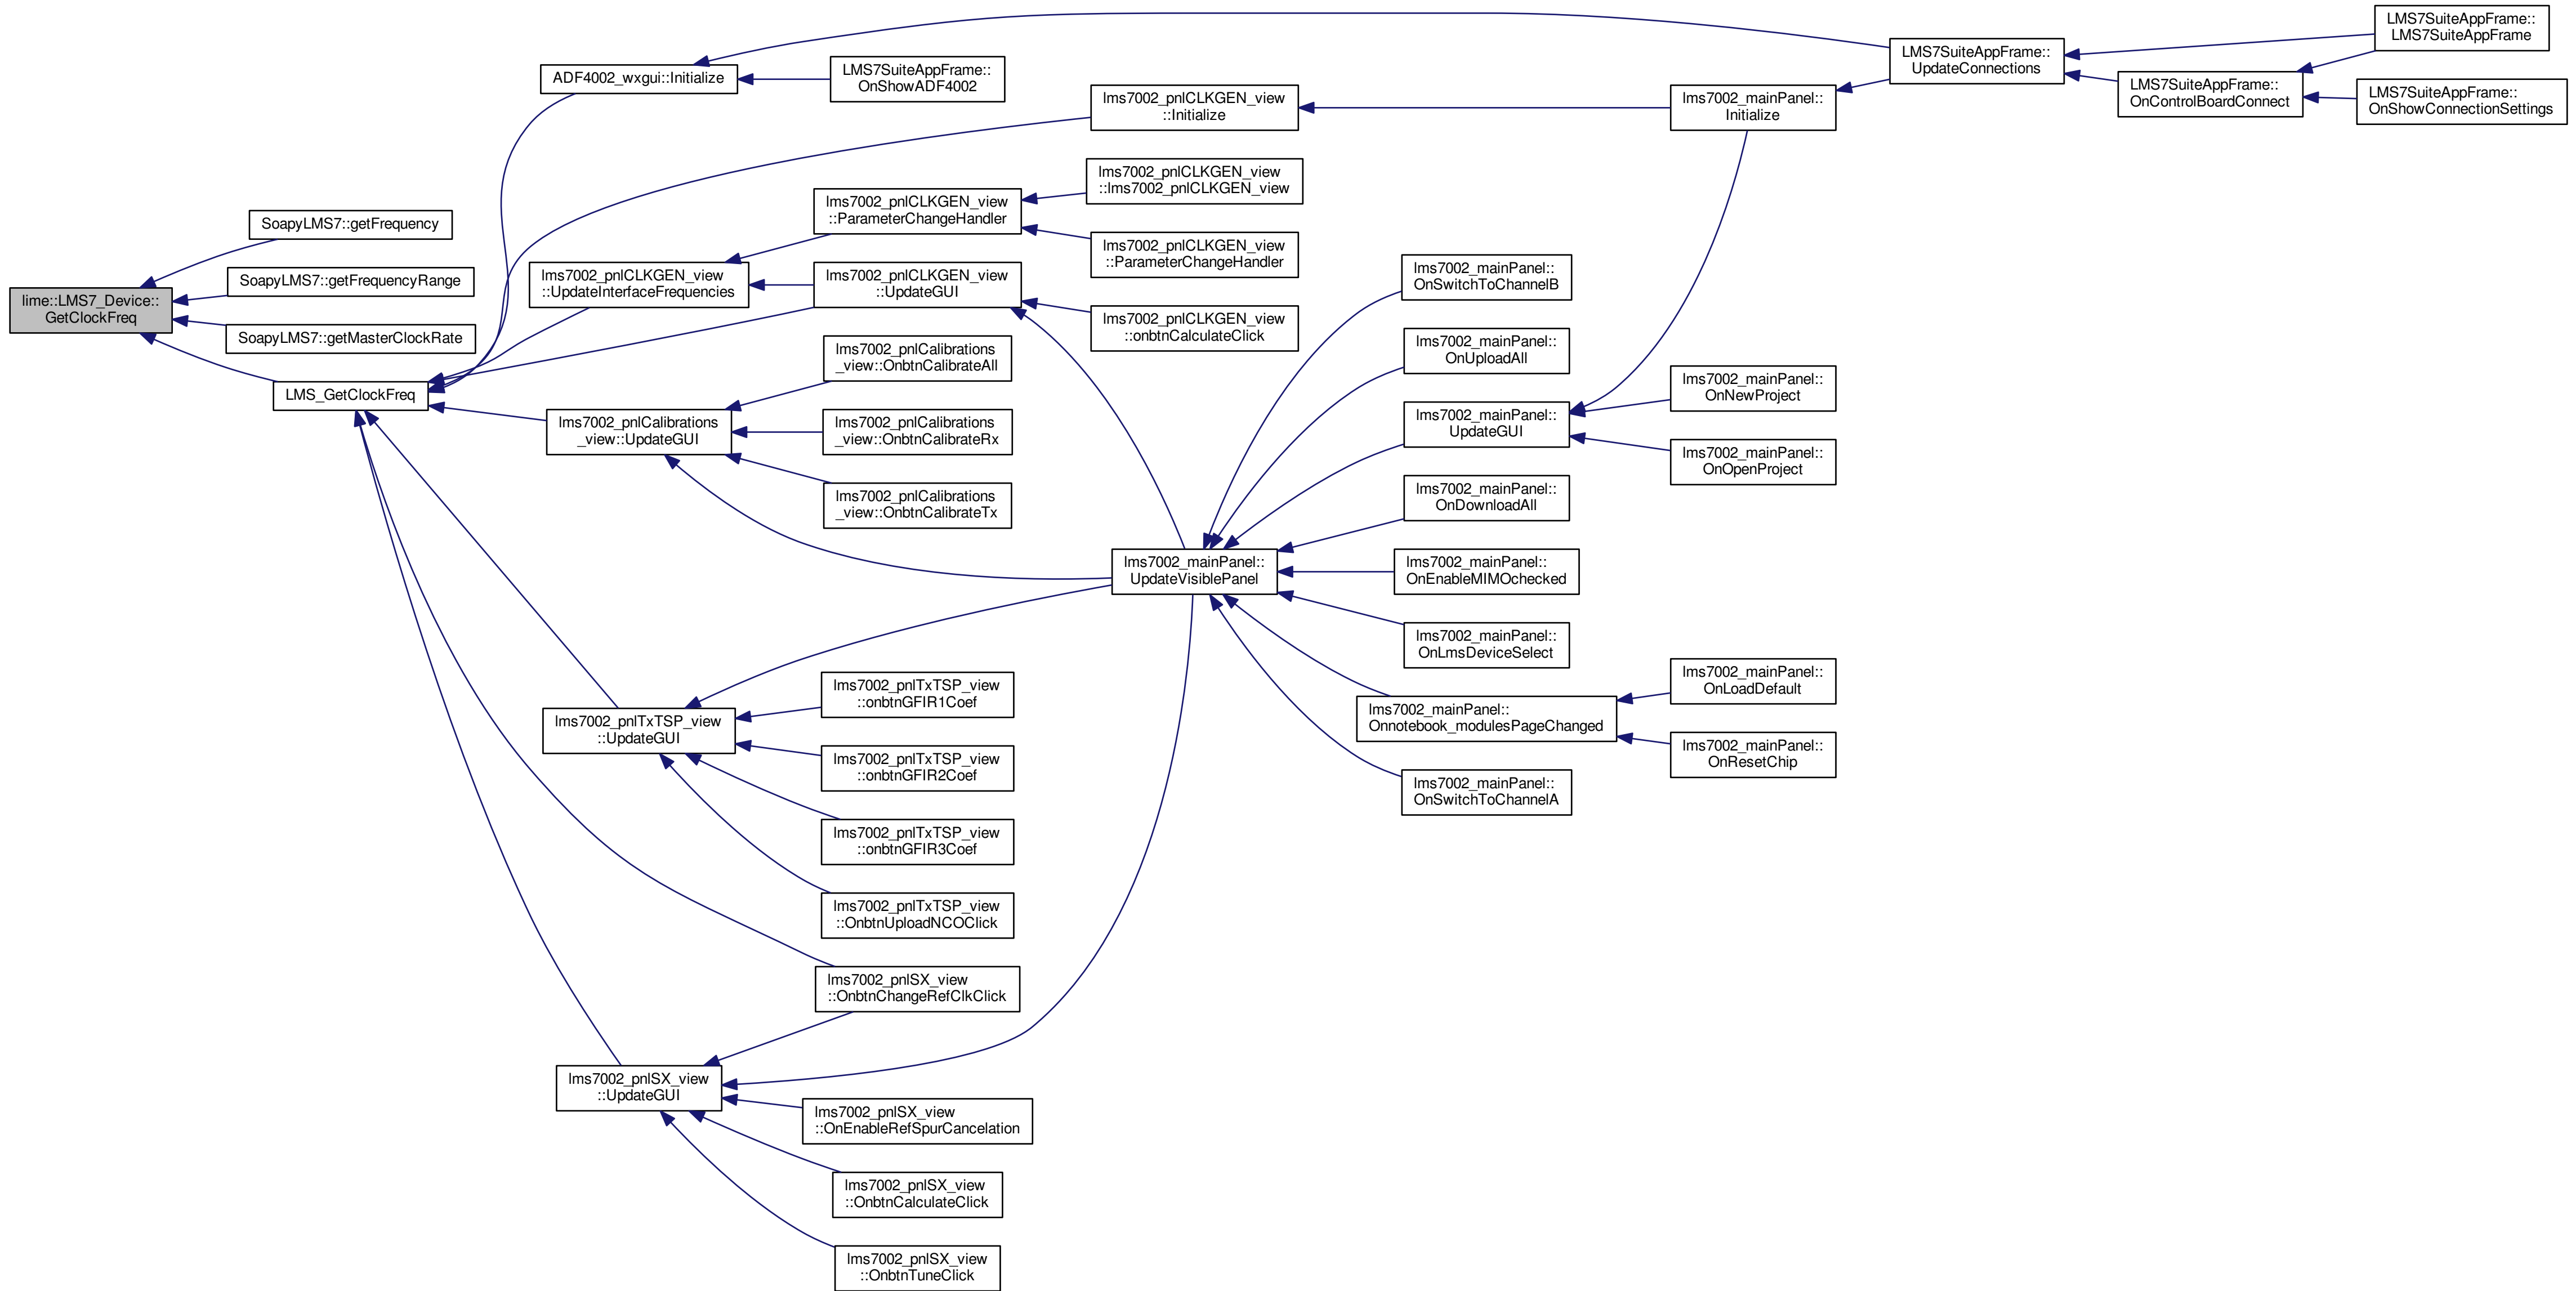 lime::LMS7_Device::
GetClockFreq
SoapyLMS7::getFrequency
SoapyLMS7::getFrequencyRange
SoapyLMS7::getMasterClockRate
LMS_GetClockFreq
ADF4002_wxgui::Initialize
LMS7SuiteAppFrame::
OnShowADF4002
lms7002_pnlCLKGEN_view
::Initialize
lms7002_pnlCLKGEN_view
::UpdateInterfaceFrequencies
lms7002_pnlCLKGEN_view
::ParameterChangeHandler
lms7002_pnlCLKGEN_view
::lms7002_pnlCLKGEN_view
lms7002_pnlCLKGEN_view
::ParameterChangeHandler
lms7002_pnlCLKGEN_view
::UpdateGUI
lms7002_pnlCLKGEN_view
::onbtnCalculateClick
lms7002_pnlCalibrations
_view::UpdateGUI
lms7002_pnlCalibrations
_view::OnbtnCalibrateAll
lms7002_pnlCalibrations
_view::OnbtnCalibrateRx
lms7002_pnlCalibrations
_view::OnbtnCalibrateTx
lms7002_pnlTxTSP_view
::UpdateGUI
lms7002_pnlTxTSP_view
::onbtnGFIR1Coef
lms7002_pnlTxTSP_view
::onbtnGFIR2Coef
lms7002_pnlTxTSP_view
::onbtnGFIR3Coef
lms7002_pnlTxTSP_view
::OnbtnUploadNCOClick
lms7002_pnlSX_view
::OnbtnChangeRefClkClick
lms7002_pnlSX_view
::UpdateGUI
lms7002_pnlSX_view
::OnEnableRefSpurCancelation
lms7002_pnlSX_view
::OnbtnCalculateClick
lms7002_pnlSX_view
::OnbtnTuneClick
lms7002_mainPanel::
UpdateVisiblePanel
lms7002_mainPanel::
OnSwitchToChannelB
lms7002_mainPanel::
OnUploadAll
lms7002_mainPanel::
UpdateGUI
lms7002_mainPanel::
OnDownloadAll
lms7002_mainPanel::
OnEnableMIMOchecked
lms7002_mainPanel::
OnLmsDeviceSelect
lms7002_mainPanel::
Onnotebook_modulesPageChanged
lms7002_mainPanel::
OnSwitchToChannelA
lms7002_mainPanel::
Initialize
lms7002_mainPanel::
OnNewProject
lms7002_mainPanel::
OnOpenProject
lms7002_mainPanel::
OnLoadDefault
lms7002_mainPanel::
OnResetChip
LMS7SuiteAppFrame::
UpdateConnections
LMS7SuiteAppFrame::
OnControlBoardConnect
LMS7SuiteAppFrame::
LMS7SuiteAppFrame
LMS7SuiteAppFrame::
OnShowConnectionSettings